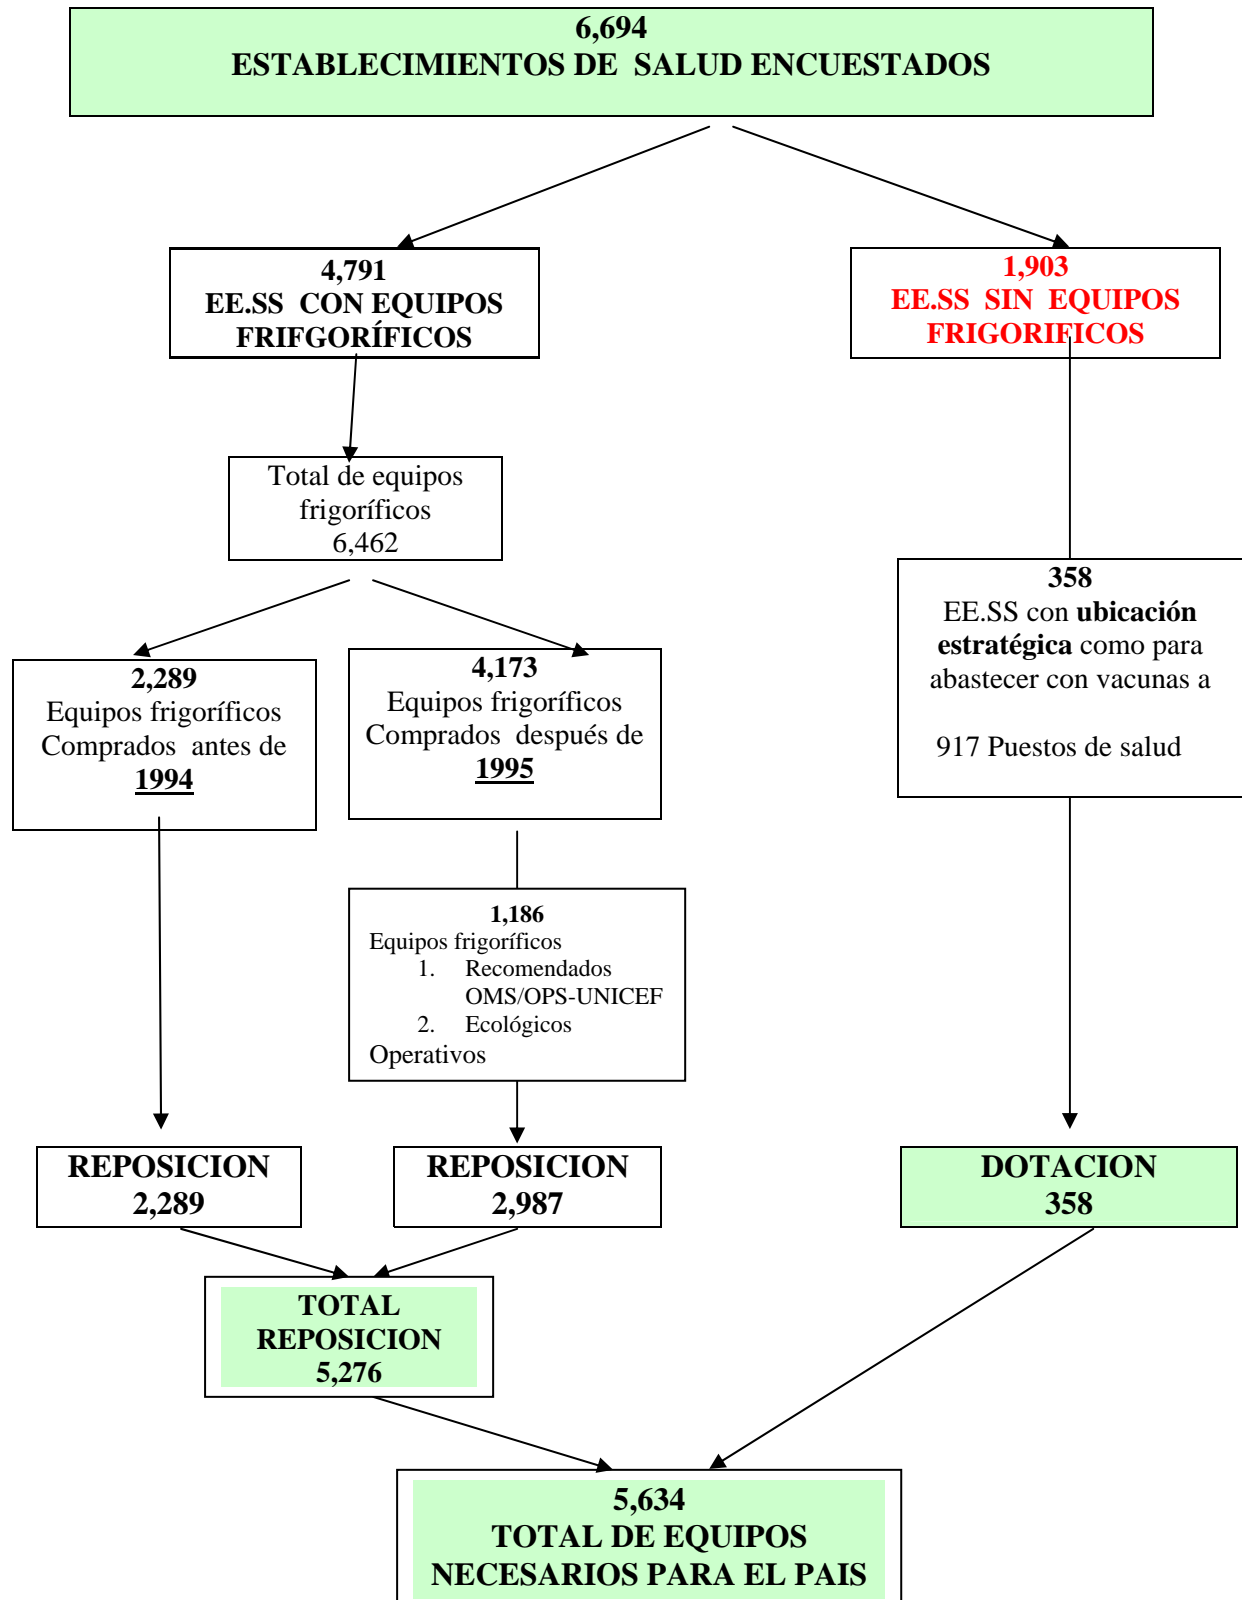 6,694
ESTABLECIMIENTOS DE SALUD ENCUESTADOS
4,791
EE.SS CON EQUIPOS
FRIFGORÍFICOS
1,903
EE.SS SIN EQUIPOS
FRIGORIFICOS
Total de equipos
frigoríficos
6,462
358
EE.SS con ubicación
estratégica como para
abastecer con vacunas a
917 Puestos de salud
2,289
Equipos frigoríficos
Comprados antes de
1994
4,173
Equipos frigoríficos
Comprados después de
1995
1,186
Equipos frigoríficos
1. Recomendados
OMS/OPS-UNICEF
2. Ecológicos
Operativos
REPOSICION
2,289
REPOSICION
2,987
DOTACION
358
TOTAL
REPOSICION
5,276
5,634
TOTAL DE EQUIPOS
NECESARIOS PARA EL PAIS